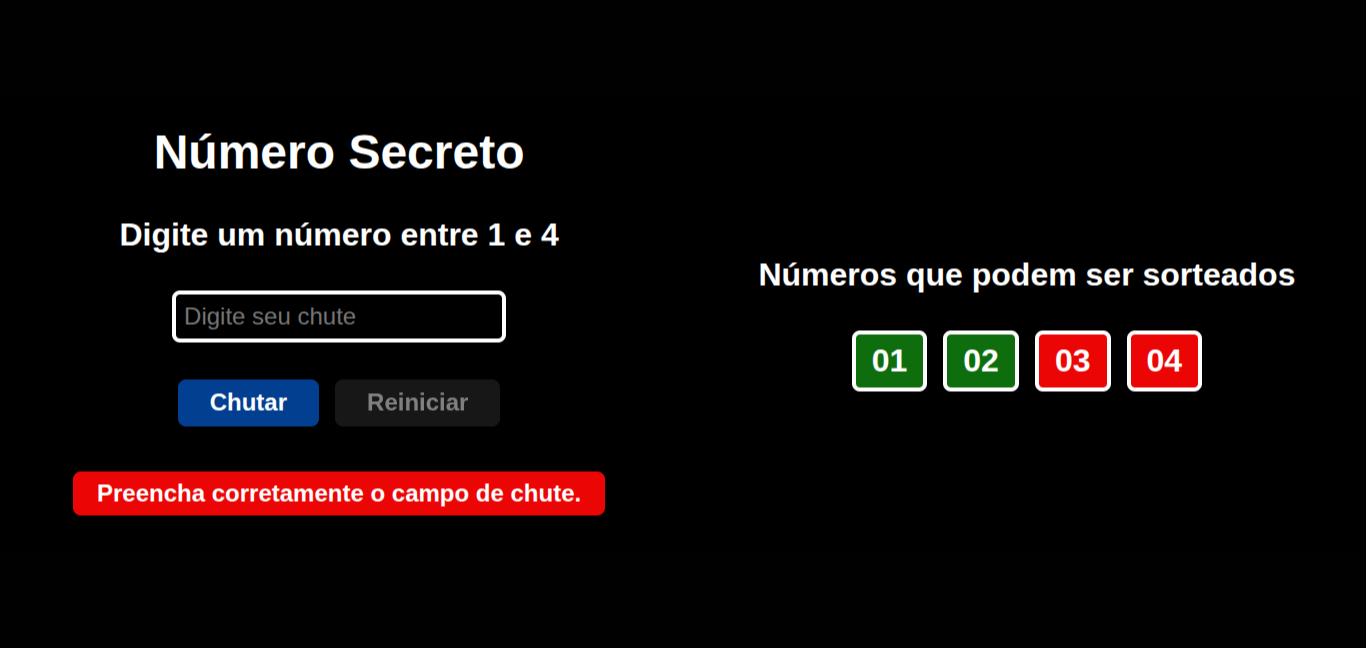 Número Secreto
Digite um número entre 1 e 4
Digite seu chute
Chutar Reiniciar
Preencha corretamente o campo de chute.
Números que podem ser sorteados
01 02 03 04